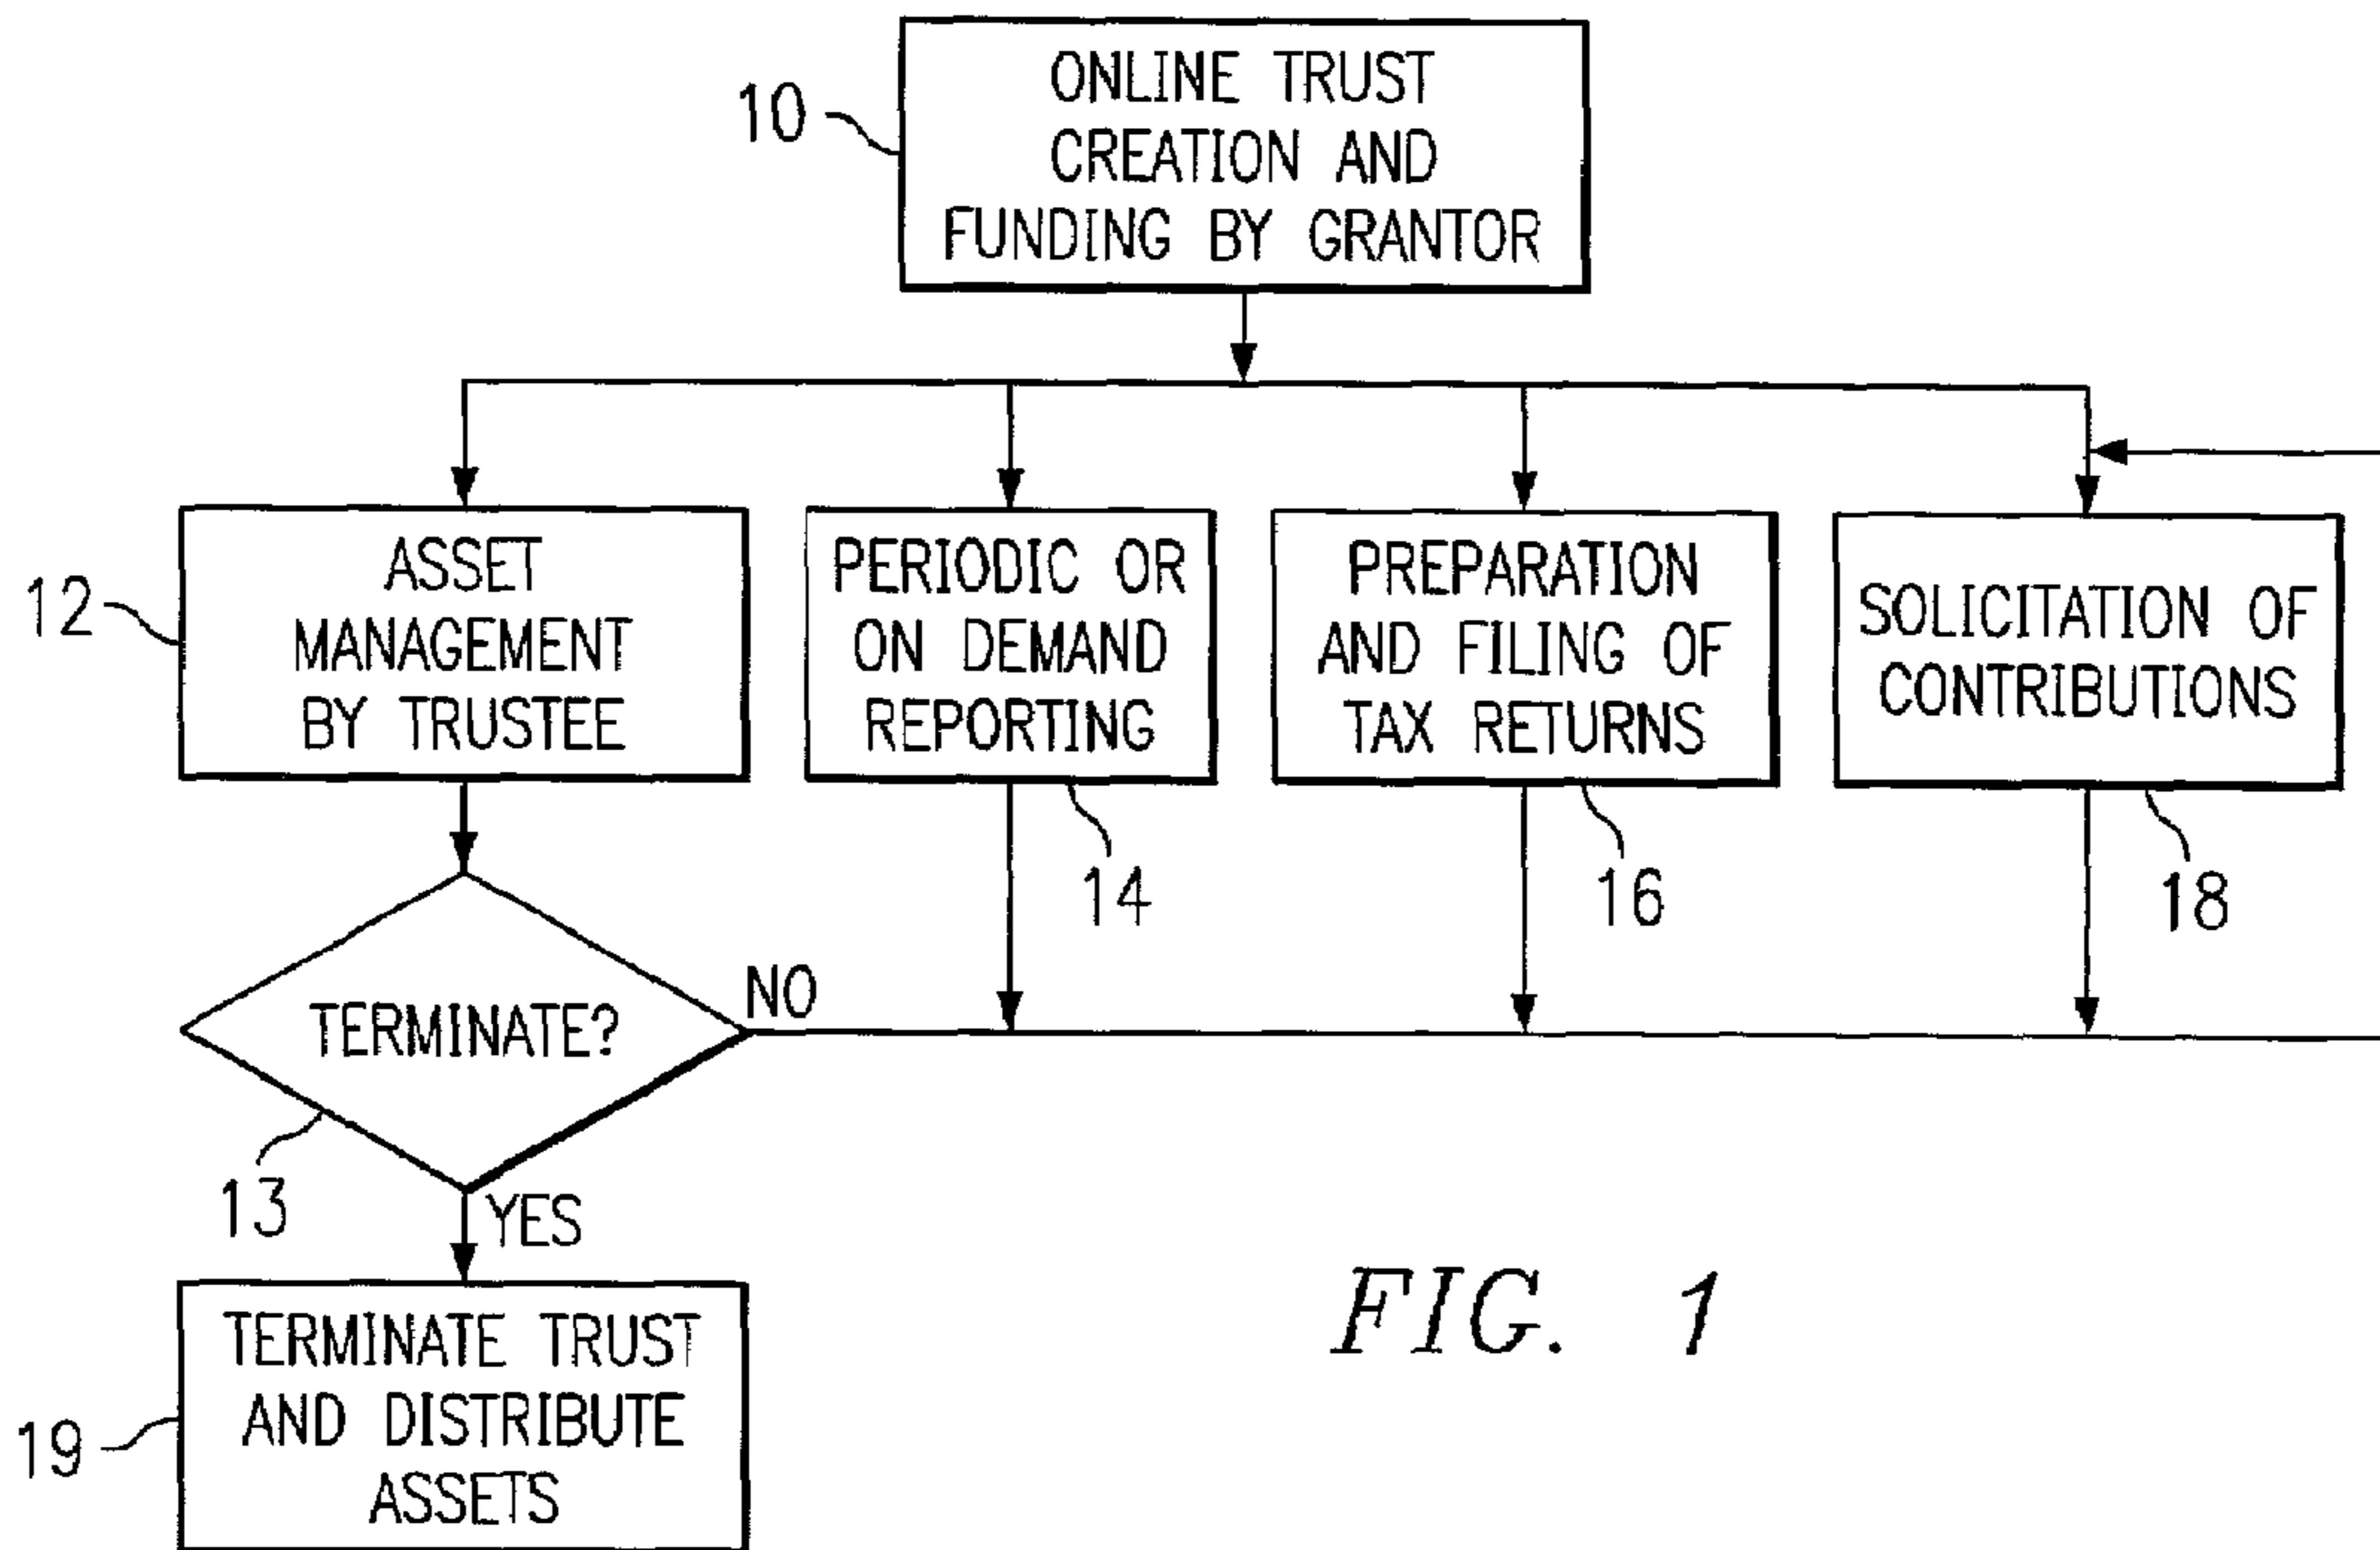 10
ONLINE TRUST
CREATION AND
FUNDING BY GRANTOR
12
ASSET
MANAGEMENT
BY TRUSTEE
PERIODIC OR
ON DEMAND
REPORTING
14
PREPARATION
AND FILING OF
TAX RETURNS
16
SOLICITATION OF
CONTRIBUTIONS
18
TERMINATE?
NO
13
YES
19
TERMINATE TRUST
AND DISTRIBUTE
ASSETS
FIG. 1